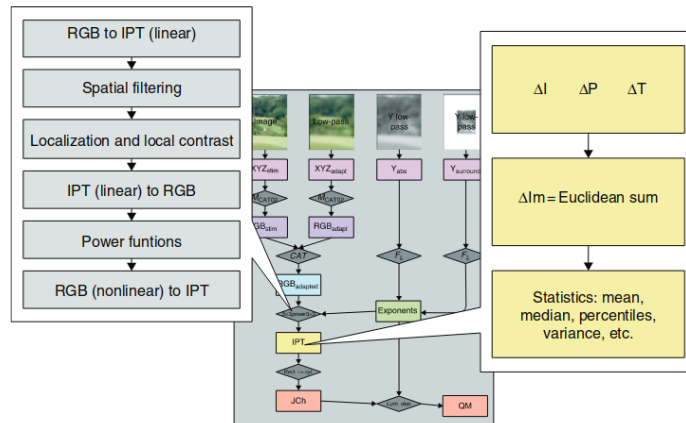 RGB to IPT (linear)
Spatial filtering
Localization and local contrast
IPT (linear) to RGB
Power funtions
RGB (nonlinear) to IPT
Image
Low-pass
Y low-
pass
Y low-
pass
XYZstim
XYZadapt
Yabs
Ysurround
MCAT02
MCAT02
RGBstim
RGBadapt
CAT
FL
FL
RGBadapted
Exponents
IPT
JCh
QM
ΔI ΔP ΔT
ΔIm = Euclidean sum
Statistics: mean,
median, percentiles,
variance, etc.